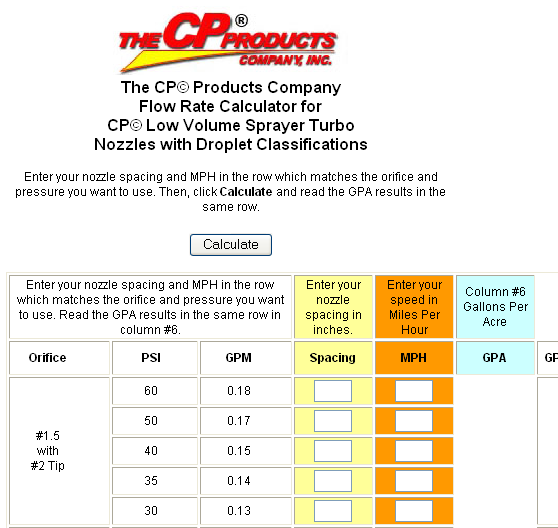 THE CP PRODUCTS ®
COMPANY, INC.
The CP© Products Company
Flow Rate Calculator for
CP© Low Volume Sprayer Turbo
Nozzles with Droplet Classifications
Enter your nozzle spacing and MPH in the row which matches the orifice and
pressure you want to use. Then, click Calculate and read the GPA results in the
same row.
Calculate
Enter your nozzle spacing and MPH in the row
which matches the orifice and pressure you want
to use. Read the GPA results in the same row in
column #6.
Enter your
nozzle
spacing in
inches.
Enter your
speed in
Miles Per
Hour
Column #6
Gallons Per
Acre
Orifice PSI GPM Spacing MPH GPA GP
#1.5
with
#2 Tip
60 0.18
50 0.17
40 0.15
35 0.14
30 0.13